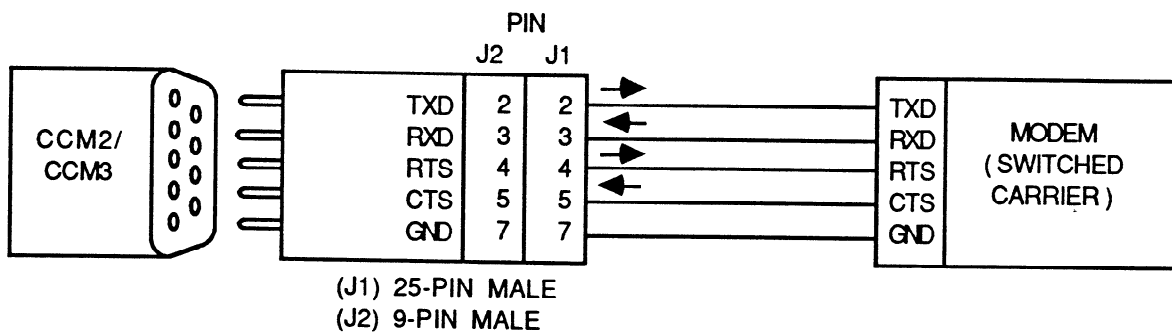 PIN
J2 J1
CCM2/
CCM3
TXD 2 2
RXD 3 3
RTS 4 4
CTS 5 5
GND 7 7
TXD
RXD
RTS
CTS
GND
MODEM
(SWITCHED
CARRIER)
(J1) 25-PIN MALE
(J2) 9-PIN MALE